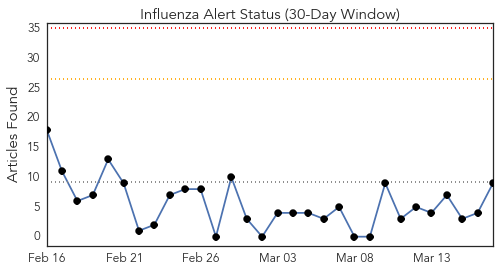 Influenza Alert Status (30-Day Window)
35
30
25
20
15
10
5
0
Articles Found
Feb 16
Feb 21
Feb 26
Mar 03
Mar 08
Mar 13